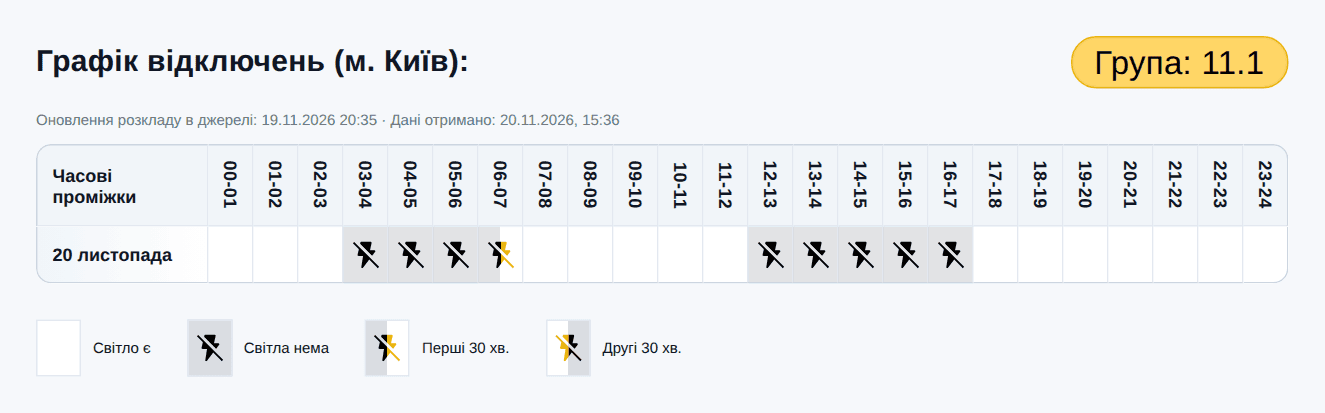 Графік відключень (м. Київ):
Група: 11.1
Оновлення розкладу в джерелі: 19.11.2026 20:35 · Дані отримано: 20.11.2026, 15:36
Часові
проміжки
00-01
01-02
02-03
03-04
04-05
05-06
06-07
07-08
08-09
09-10
10-11
11-12
12-13
13-14
14-15
15-16
16-17
17-18
18-19
19-20
20-21
21-22
22-23
23-24
20 листопада
Світло є
Світла нема
Перші 30 хв.
Другі 30 хв.